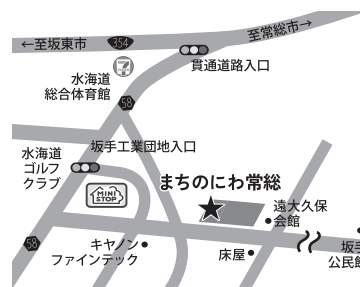 ←至坂東市
354
至常総市→
貫通道路入口
7
水海道
総合体育館
58
坂手工業団地入口
水海道
ゴルフ
クラブ
MINI
STOP
まちのにわ常総
遠大久保
会館
キヤノン
ファインテック
床屋
58
坂手
公民館